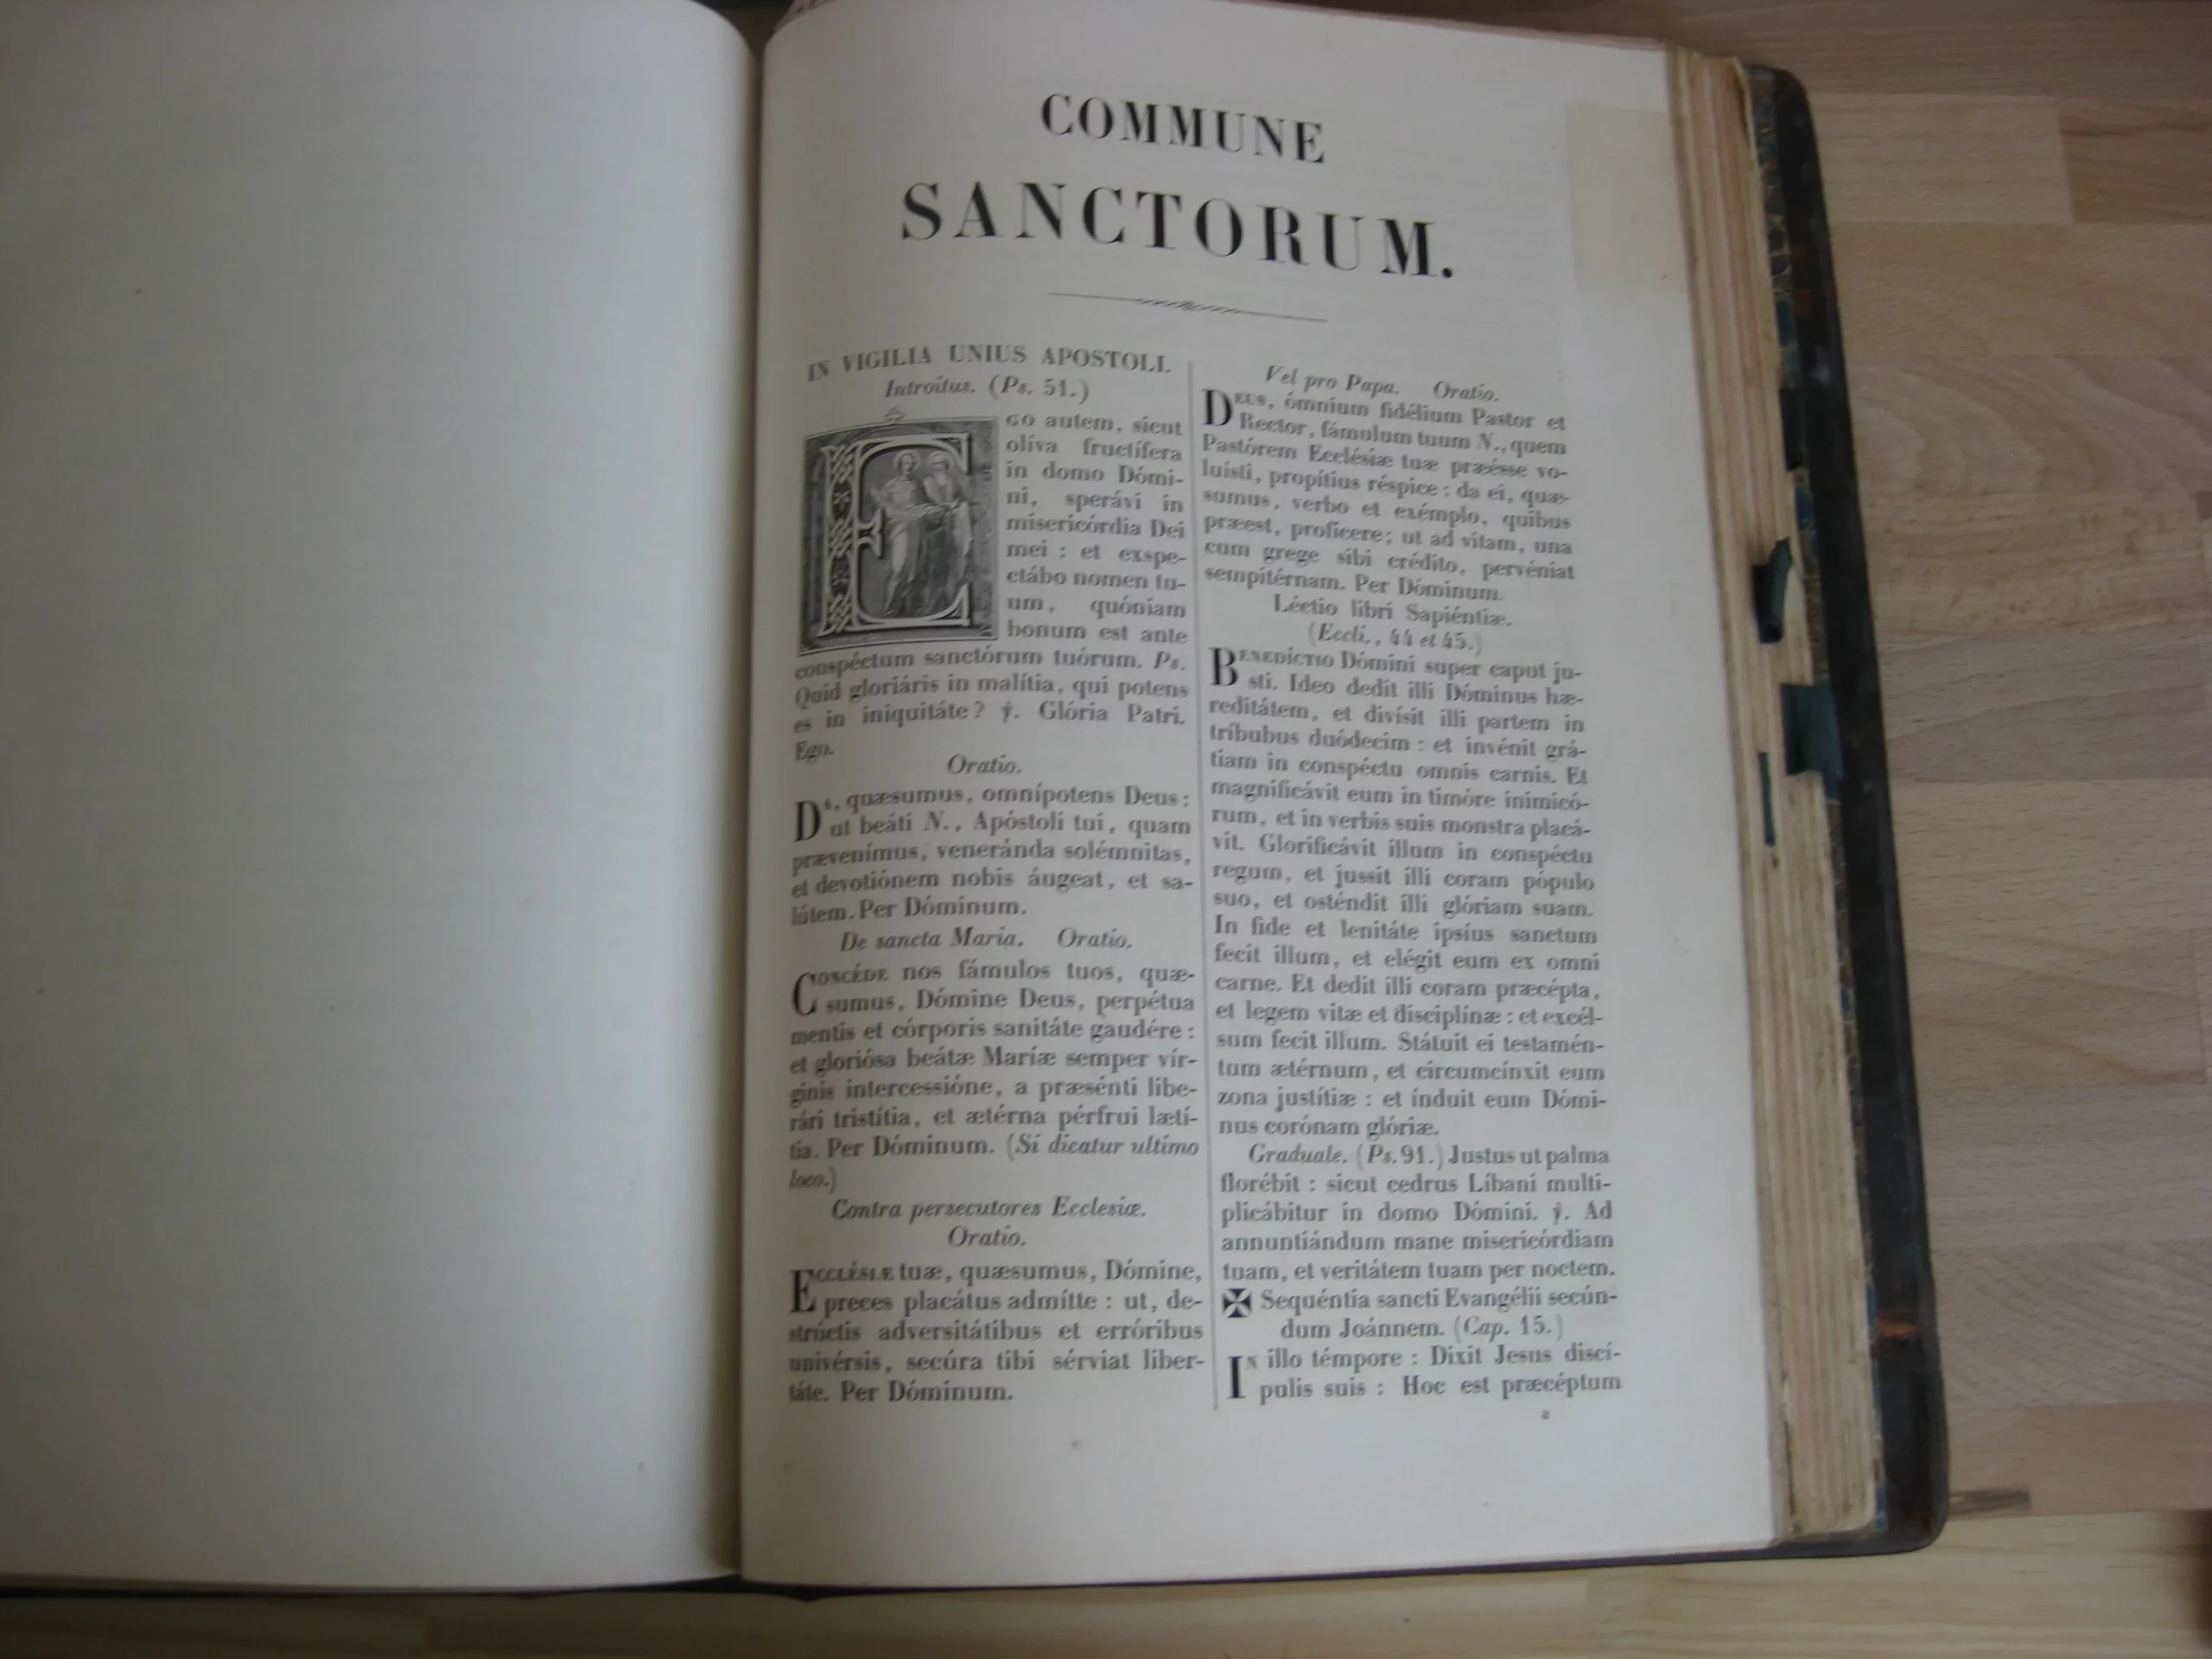 COMMUNE
SANCTORUM.
IN VIGILIA UNIUS APOSTOLI.
Introitus. (Ps. 51.)
EGO autem, sicut
olíva fructífera
in domo Dómi-
ni, sperávi in
misericórdia Dei
mei : et exspe-
ctábo nomen tu-
um, quóniam
bonum est ante
conspéctum sanctórum tuórum. Ps.
Quid gloriáris in malítia, qui potens
es in iniquitáte? ℣. Glória Patri.
Ego.
Oratio.
DA, quæsumus, omnípotens Deus:
ut beáti N., Apóstoli tui, quam
prævenímus, veneránda solémnitas,
et devotiónem nobis áugeat, et sa-
lútem. Per Dóminum.
De sancta Maria. Oratio.
CONCÉDE nos fámulos tuos, quæ-
sumus, Dómine Deus, perpétua
mentis et córporis sanitáte gaudére :
et gloriósa beátæ Maríæ semper vír-
ginis intercessióne, a præsénti libe-
rári tristítia, et ætérna pérfrui lætí-
tia. Per Dóminum. (Si dicatur ultimo
loco.)
Contra persecutores Ecclesiæ.
Oratio.
ECCLÉSIÆ tuæ, quæsumus, Dómine,
preces placátus admítte : ut, de-
strúctis adversitátibus et erróribus
univérsis, secúra tibi sérviat liber-
táte. Per Dóminum.
Vel pro Papa. Oratio.
DEUS, ómnium fidélium Pastor et
Rector, fámulum tuum N., quem
Pastórem Ecclésiæ tuæ præésse vo-
luísti, propítius réspice : da ei, quæ-
sumus, verbo et exémplo, quibus
præest, proficere; ut ad vitam, una
cum grege sibi crédito, pervéniat
sempitérnam. Per Dóminum.
Léctio libri Sapiéntiæ.
(Eccli., 44 et 45.)
BENEDÍCTIO Dómini super caput ju-
sti. Ideo dedit illi Dóminus hæ-
reditátem, et divísit illi partem in
tríbubus duódecim : et invénit grá-
tiam in conspéctu omnis carnis. Et
magnificávit eum in timóre inimicó-
rum, et in verbis suis monstra placá-
vit. Glorificávit illum in conspéctu
regum, et jussit illi coram pópulo
suo, et osténdit illi glóriam suam.
In fide et lenitáte ipsíus sanctum
fecit illum, et elégit eum ex omni
carne. Et dedit illi coram præcépta,
et legem vitæ et disciplínæ : et excél-
sum fecit illum. Státuit ei testamén-
tum ætérnum, et circumcínxit eum
zona justítiæ : et índuit eum Dómi-
nus corónam glóriæ.
Graduale. (Ps. 91.) Justus ut palma
florébit : sicut cedrus Líbani multi-
plicábitur in domo Dómini. ℣. Ad
annuntiándum mane misericórdiam
tuam, et veritátem tuam per noctem.
✠ Sequéntia sancti Evangélii secún-
dum Joánnem. (Cap. 15.)
IN illo témpore : Dixit Jesus discí-
pulis suis : Hoc est præcéptum
a